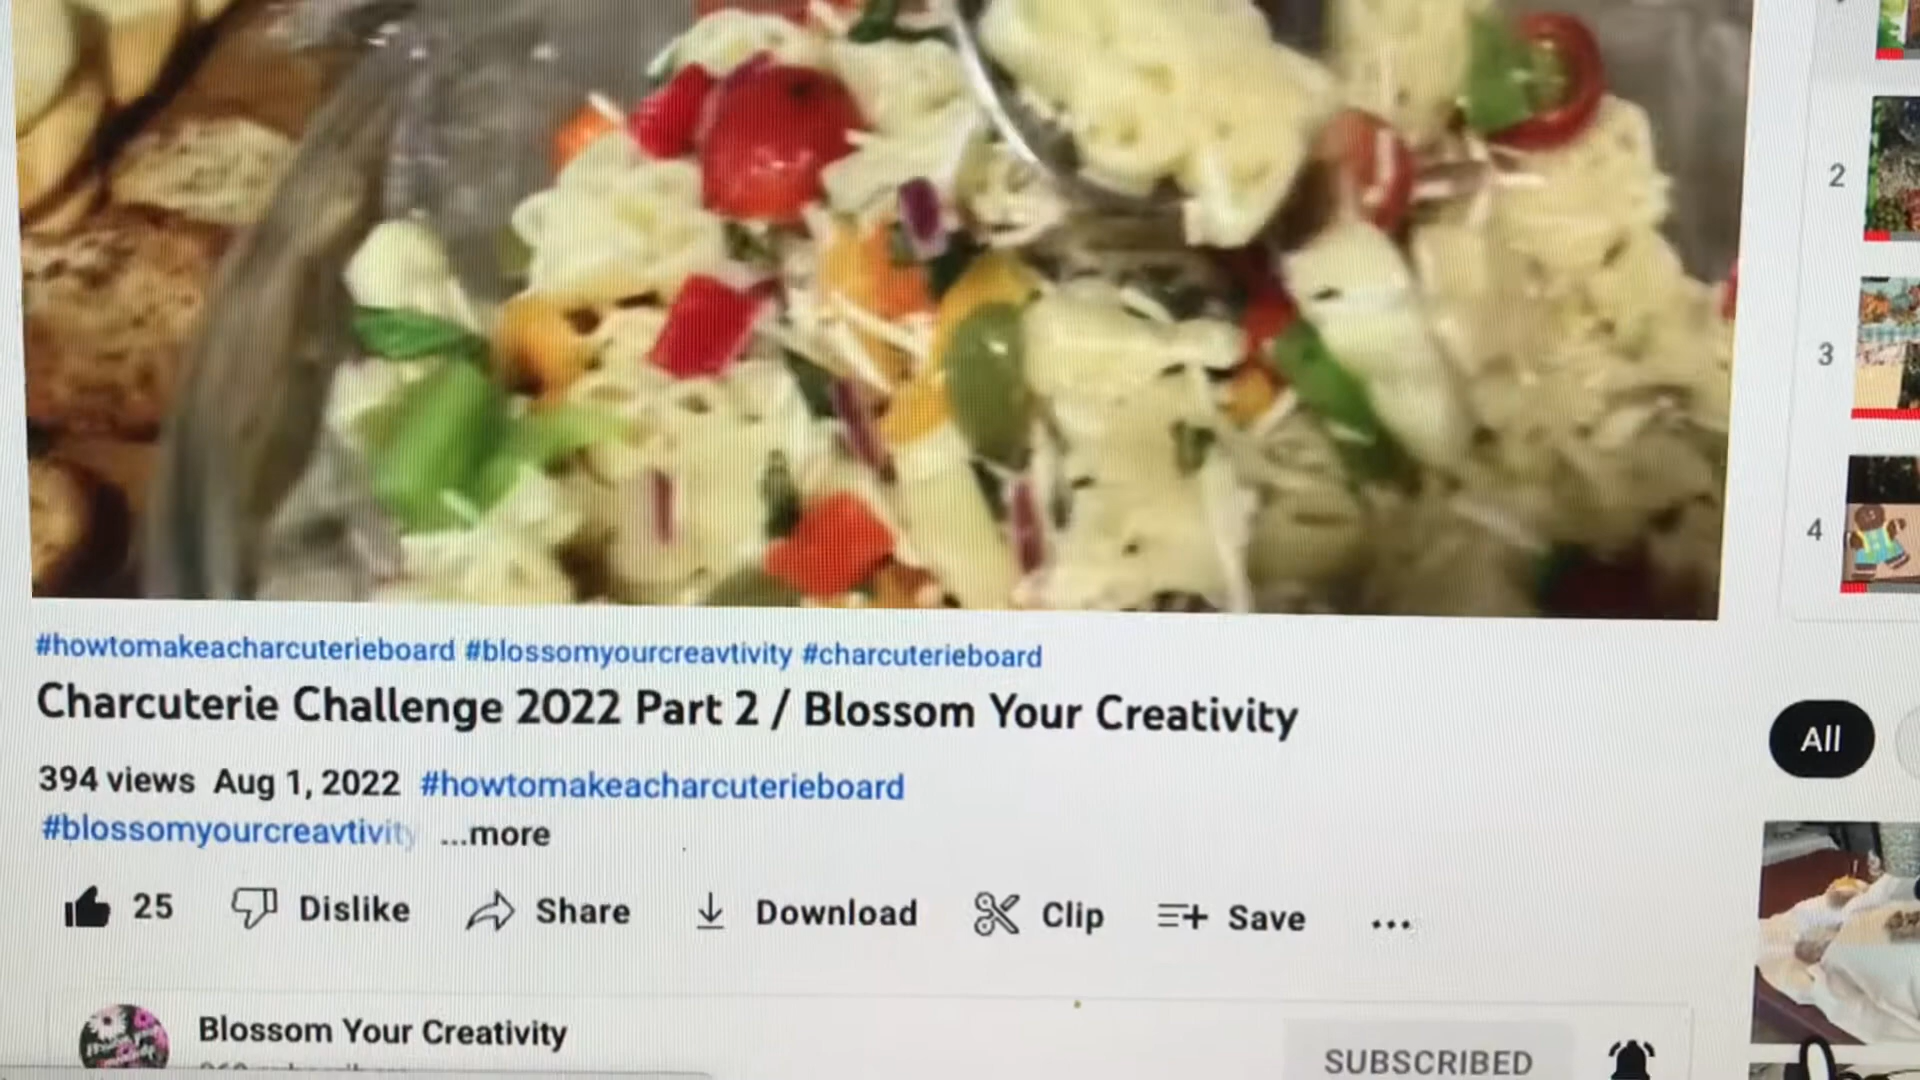 2
3
4
#howtomakeacharcuterieboard #blossomyourcreavtivity #charcuterieboard
Charcuterie Challenge 2022 Part 2 / Blossom Your Creativity
All
394 views Aug 1, 2022 #howtomakeacharcuterieboard
#blossomyourcreavtivity ...more
25 Dislike Share Download Clip Save ...
Blossom Your Creativity
SUBSCRIBED